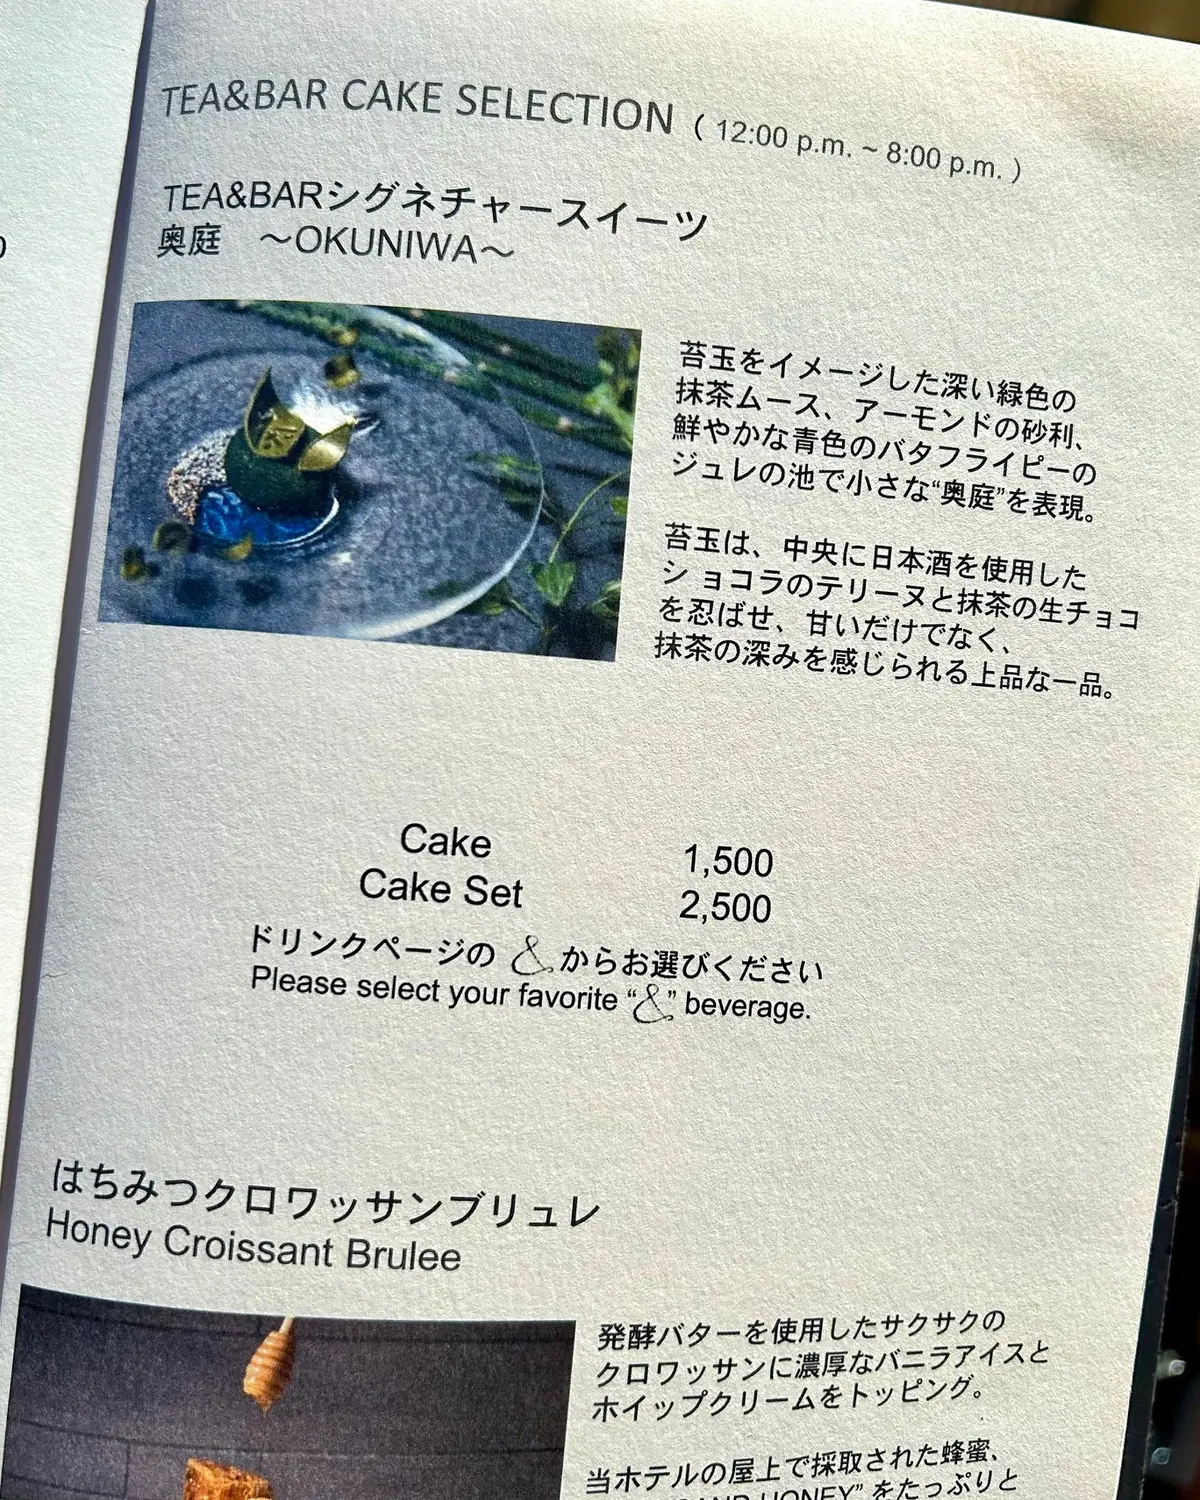 TEA&BAR CAKE SELECTION ( 12:00 p.m. ~ 8:00 p.m. )
TEA&BARシグネチャースイーツ
奥庭 ～OKUNIWA～
苔玉をイメージした深い緑色の
抹茶ムース、アーモンドの砂利、
鮮やかな青色のバタフライピーの
ジュレの池で小さな“奥庭”を表現。
苔玉は、中央に日本酒を使用した
ショコラのテリーヌと抹茶の生チョコ
を忍ばせ、甘いだけでなく、
抹茶の深みを感じられる上品な一品。
Cake 1,500
Cake Set 2,500
ドリンクページの & からお選びください
Please select your favorite “&” beverage.
はちみつクロワッサンブリュレ
Honey Croissant Brulee
発酵バターを使用したサクサクの
クロワッサンに濃厚なバニラアイスと
ホイップクリームをトッピング。
当ホテルの屋上で採取された蜂蜜、
HONEY” をたっぷりと